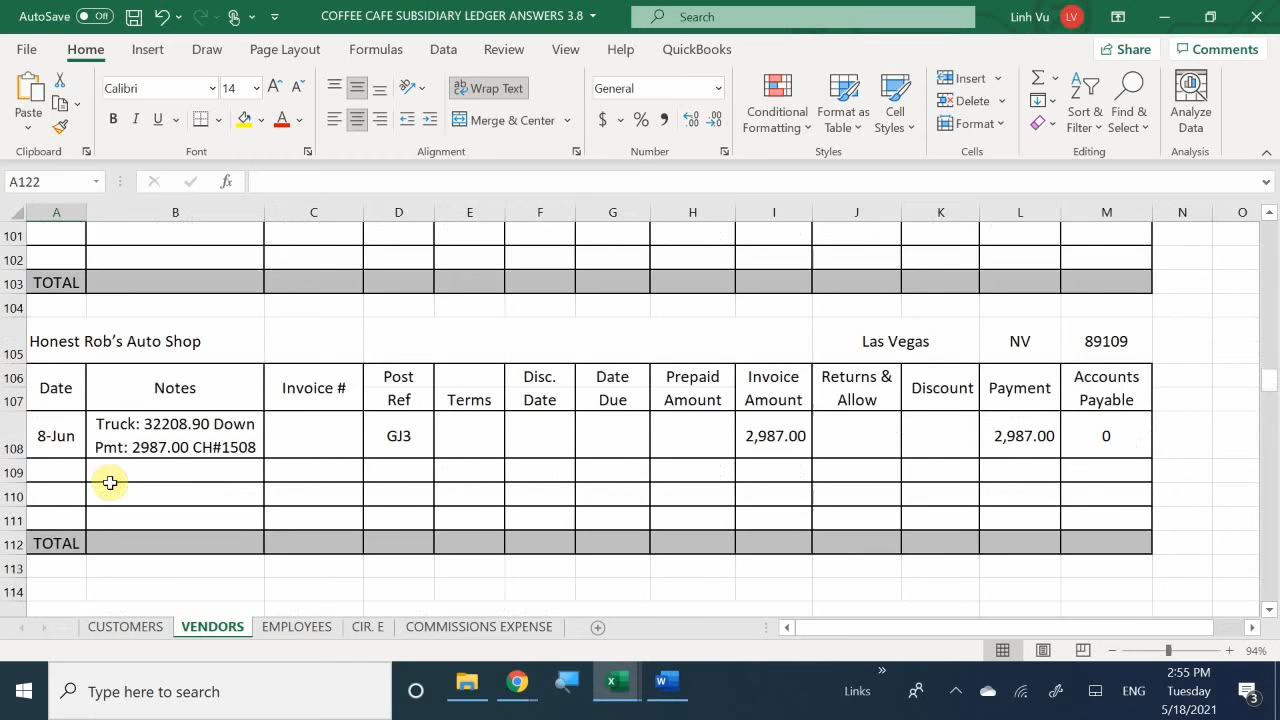 AutoSave Off COFFEE CAFE SUBSIDIARY LEDGER ANSWERS 3.8 Search Linh Vu LV
File Home Insert Draw Page Layout Formulas Data Review View Help QuickBooks Share Comments
Paste
Clipboard
Calibri 14
B I U A
Font
Wrap Text
Merge & Center
Alignment
General
$ % ,
Number
Conditional Formatting
Format as Table
Cell Styles
Styles
Insert
Delete
Format
Cells
Sort & Filter
Find & Select
Editing
Analyze Data
Analysis
A122 fx
A B C D E F G H I J K L M N O
101
102
103 TOTAL
104
105 Honest Rob's Auto Shop Las Vegas NV 89109
106 Date Notes Invoice # Post Disc. Date Prepaid Invoice Returns & Discount Payment Accounts
107 Ref Terms Date Due Amount Amount Allow Payable
108 8-Jun Truck: 32208.90 Down GJ3 2,987.00 2,987.00 0
Pmt: 2987.00 CH#1508
109
110
111
112 TOTAL
113
114
CUSTOMERS VENDORS EMPLOYEES CIR. E COMMISSIONS EXPENSE
94%
Type here to search
Links
ENG
2:55 PM
Tuesday
5/18/2021
3